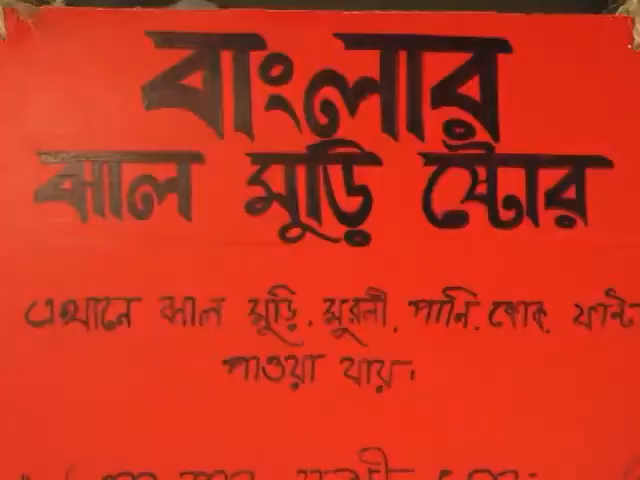 বাংলার
ঝাল মুড়ি ষ্টোর
এখানে ঝাল মুড়ি, মুরলী, পানি, কোক, ফান্ট
পাওয়া যায়।